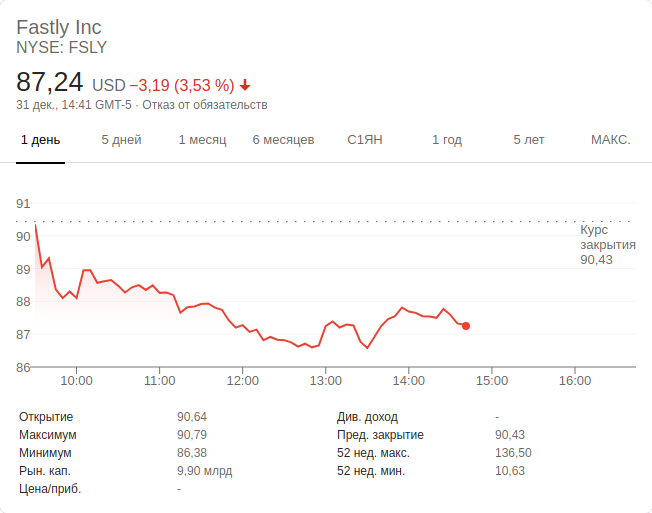 Fastly Inc
NYSE: FSLY
87,24 USD −3,19 (3,53 %)
31 дек., 14:41 GMT-5 · Отказ от обязательств
1 день 5 дней 1 месяц 6 месяцев С1ЯН 1 год 5 лет МАКС.
91
90
89
88
87
86
Курс
закрытия
90,43
10:00 11:00 12:00 13:00 14:00 15:00 16:00
Открытие 90,64 Див. доход -
Максимум 90,79 Пред. закрытие 90,43
Минимум 86,38 52 нед. макс. 136,50
Рын. кап. 9,90 млрд 52 нед. мин. 10,63
Цена/приб. -